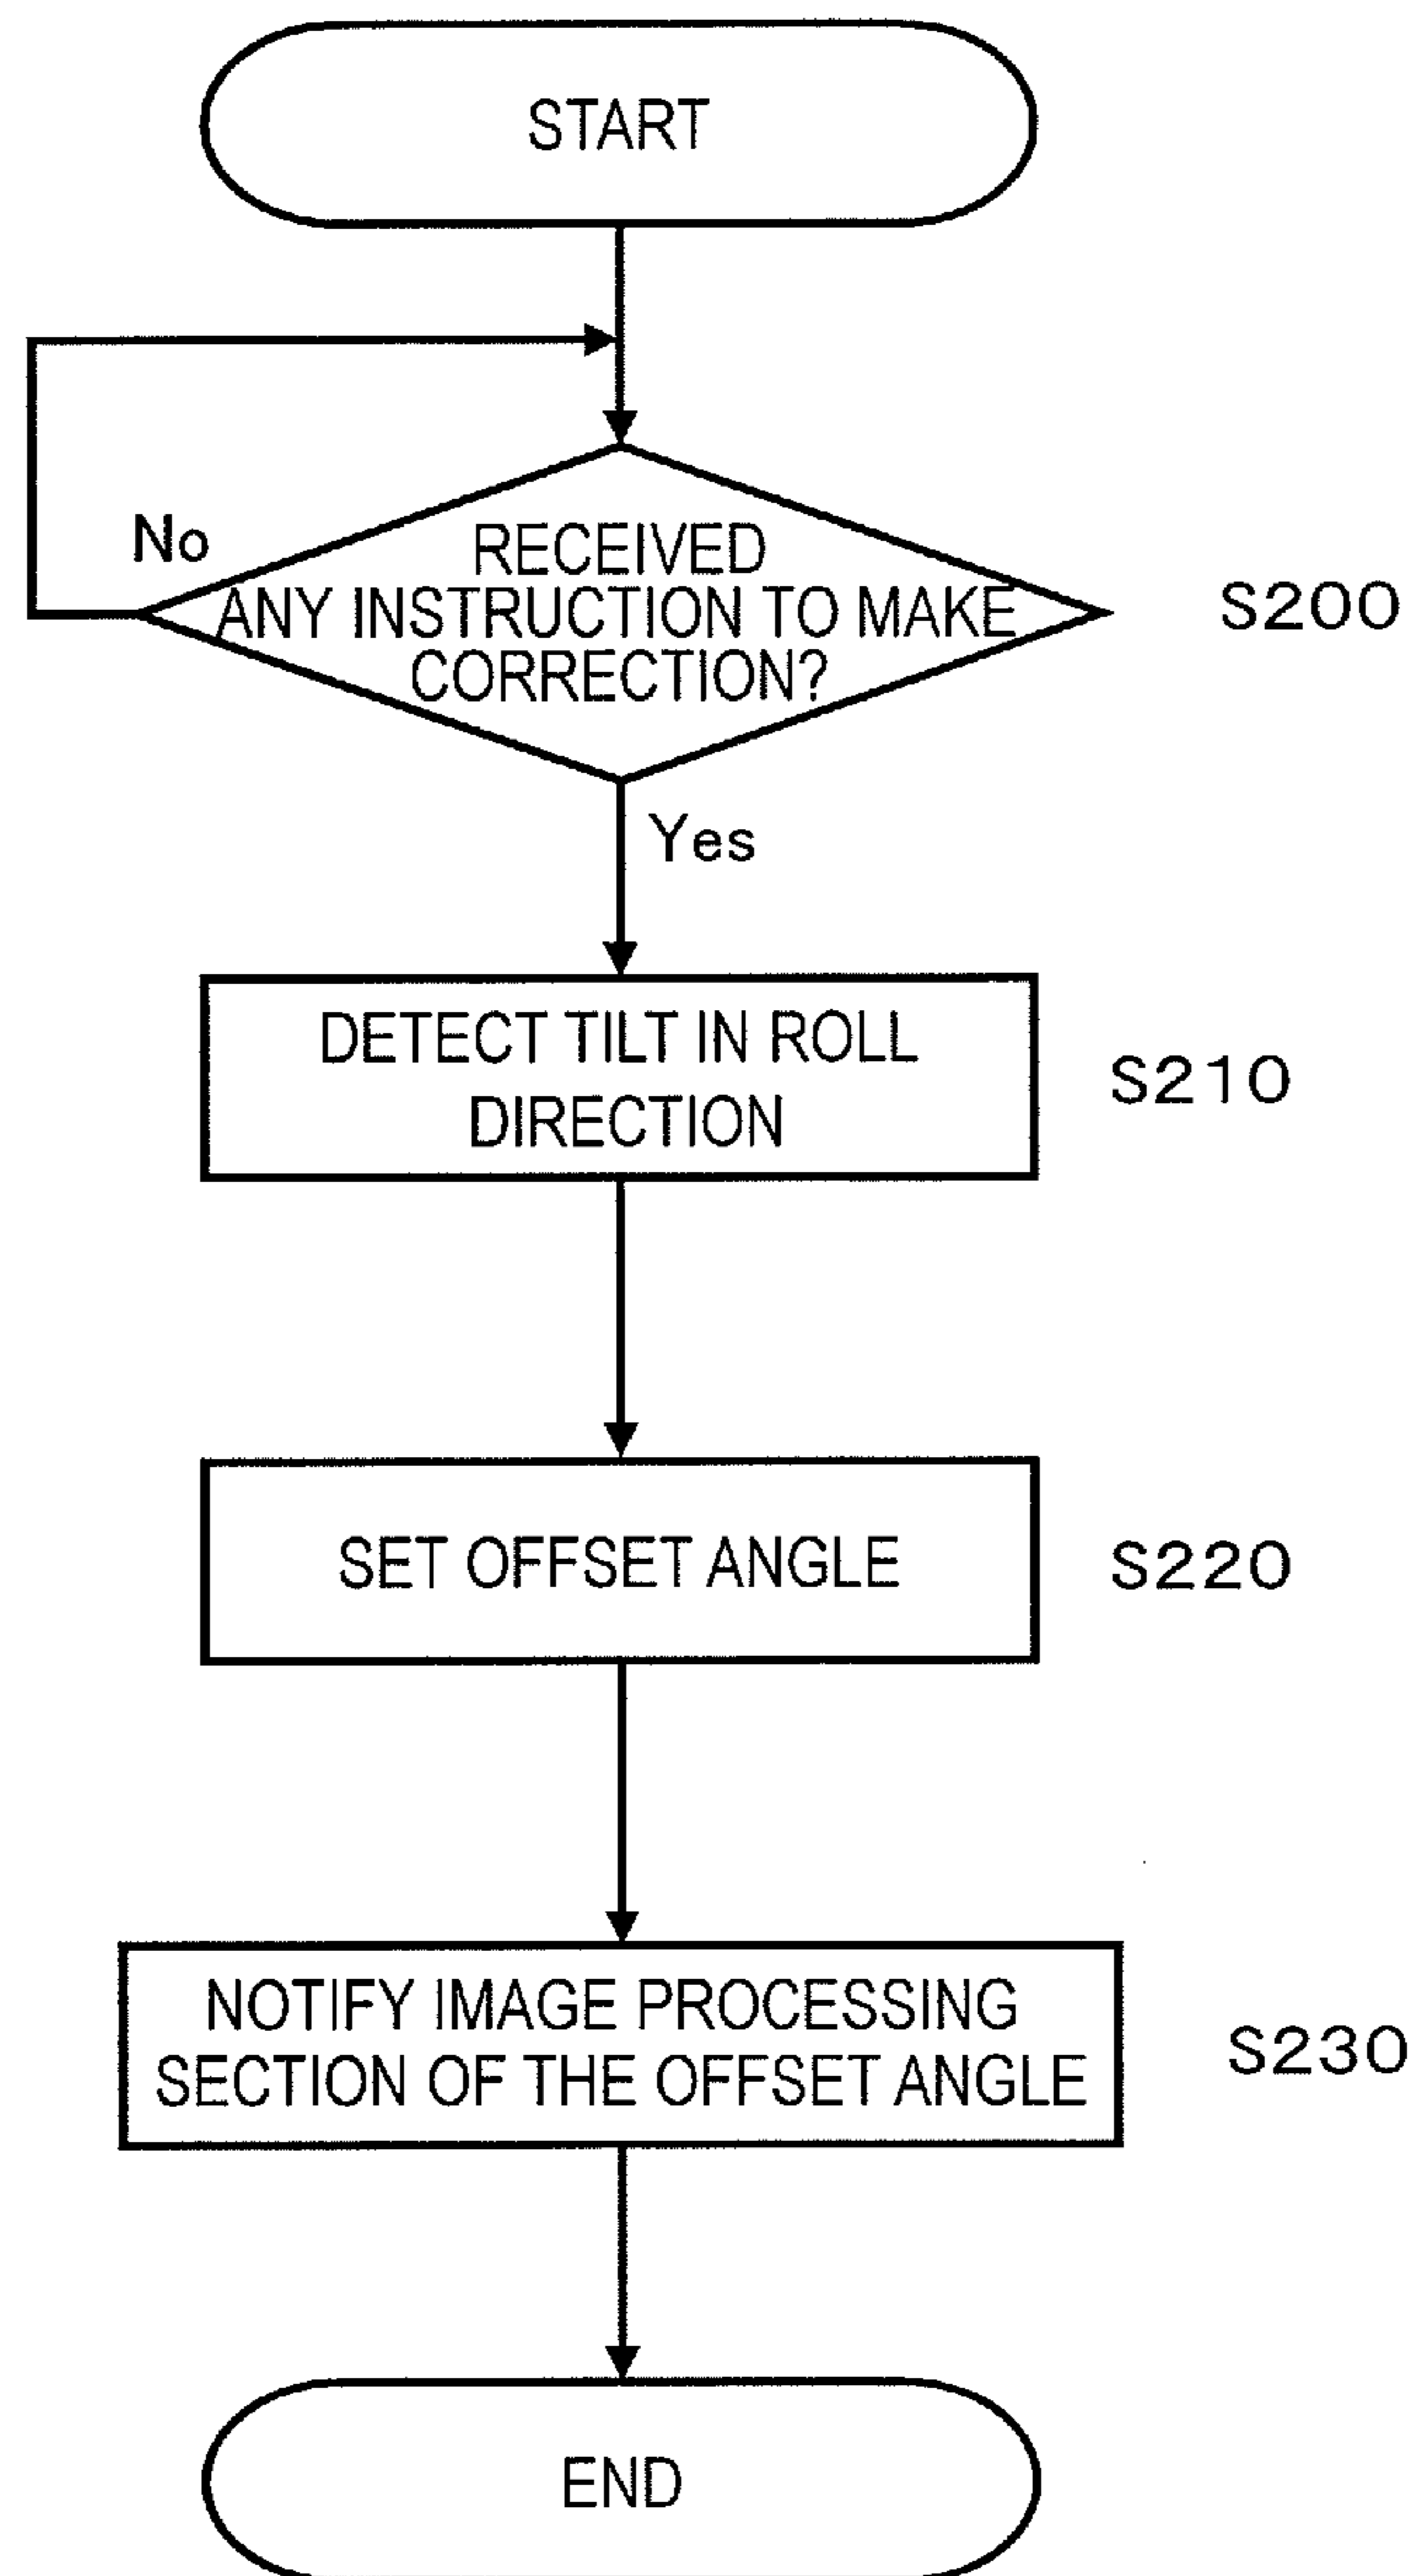 START
No
RECEIVED
ANY INSTRUCTION TO MAKE
CORRECTION?
S200
Yes
DETECT TILT IN ROLL
DIRECTION
S210
SET OFFSET ANGLE
S220
NOTIFY IMAGE PROCESSING
SECTION OF THE OFFSET ANGLE
S230
END